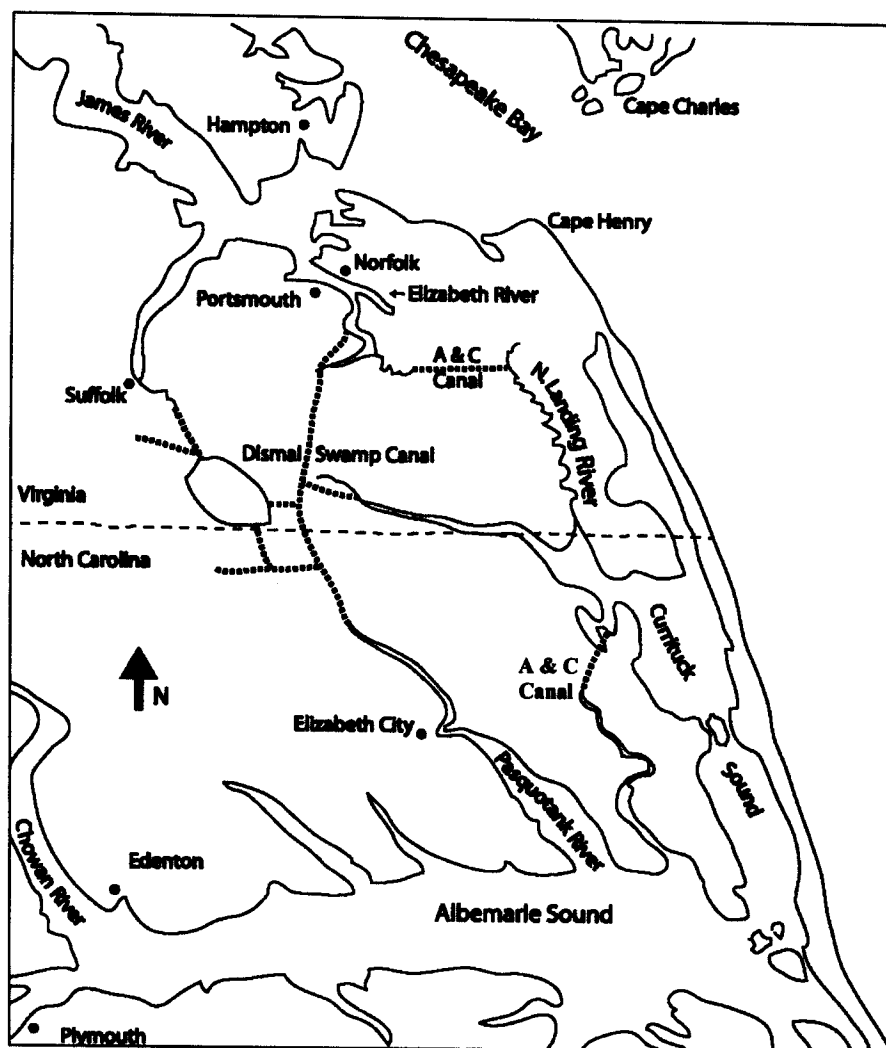 Chesapeake Bay
James River
Cape Charles
Hampton
Cape Henry
Norfolk
Portsmouth
Elizabeth River
A & C
Canal
N. Landing River
Suffolk
Dismal Swamp Canal
Virginia
North Carolina
Currituck
Sound
A & C
Canal
N
Elizabeth City
Pasquotank River
Chowan River
Edenton
Albemarle Sound
Plymouth